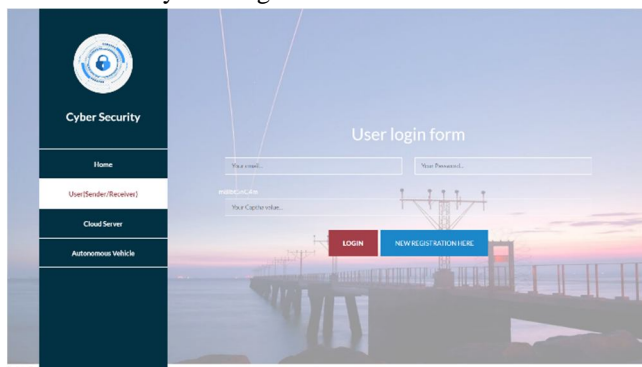 Cyber Security
Home
User(Sender/Receiver)
Cloud Server
Autonomous Vehicle
User login form
Your email...
Your Password...
Your Captha value...
LOGIN
NEW REGISTRATION HERE